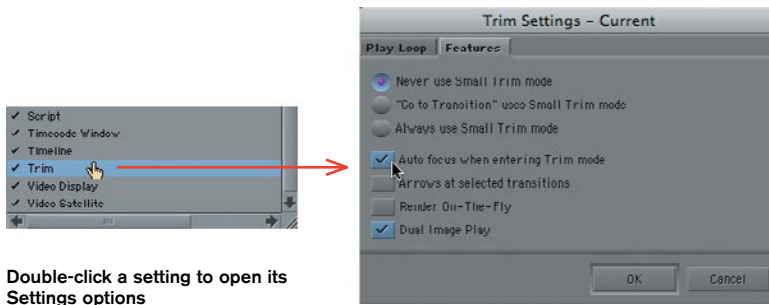 Script
Timecode Window
Timeline
Trim
Video Display
Video Satellite
Double-click a setting to open its
Settings options
Trim Settings - Current
Play Loop Features
Never use Small Trim mode
"Go to Transition" uses Small Trim mode
Always use Small Trim mode
Auto focus when entering Trim mode
Arrows at selected transitions
Render On-The-Fly
Dual Image Play
OK Cancel